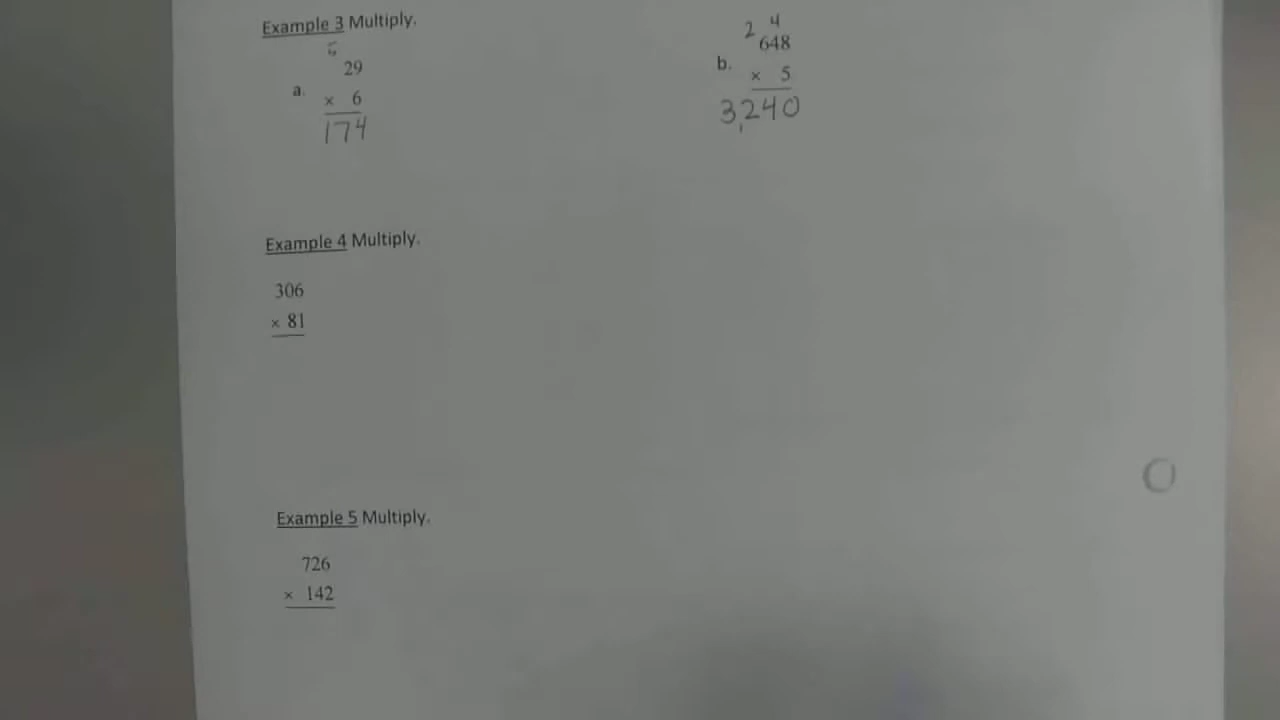 Example 3 Multiply.
5
29
a.
× 6
174
2 4
648
b.
× 5
3,240
Example 4 Multiply.
306
× 81
Example 5 Multiply.
726
× 142